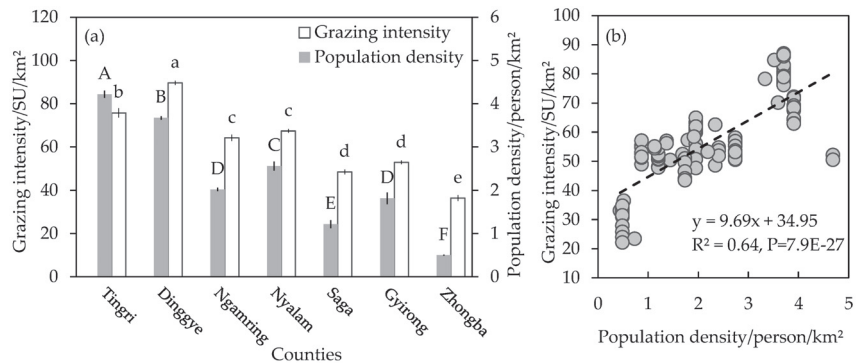 (a)
Grazing intensity
Population density
Grazing intensity/SU/km²
120
100
80
60
40
20
0
A
b
B
a
D
c
C
c
E
d
D
d
F
e
6
5
4
3
2
1
0
Population density/person/km²
Tingri
Dinggye
Ngamring
Nyalam
Saga
Gyirong
Zhongba
Counties
(b)
Grazing intensity/SU/km²
100
90
80
70
60
50
40
30
20
10
y = 9.69x + 34.95
R² = 0.64, P=7.9E-27
0 1 2 3 4 5
Population density/person/km²